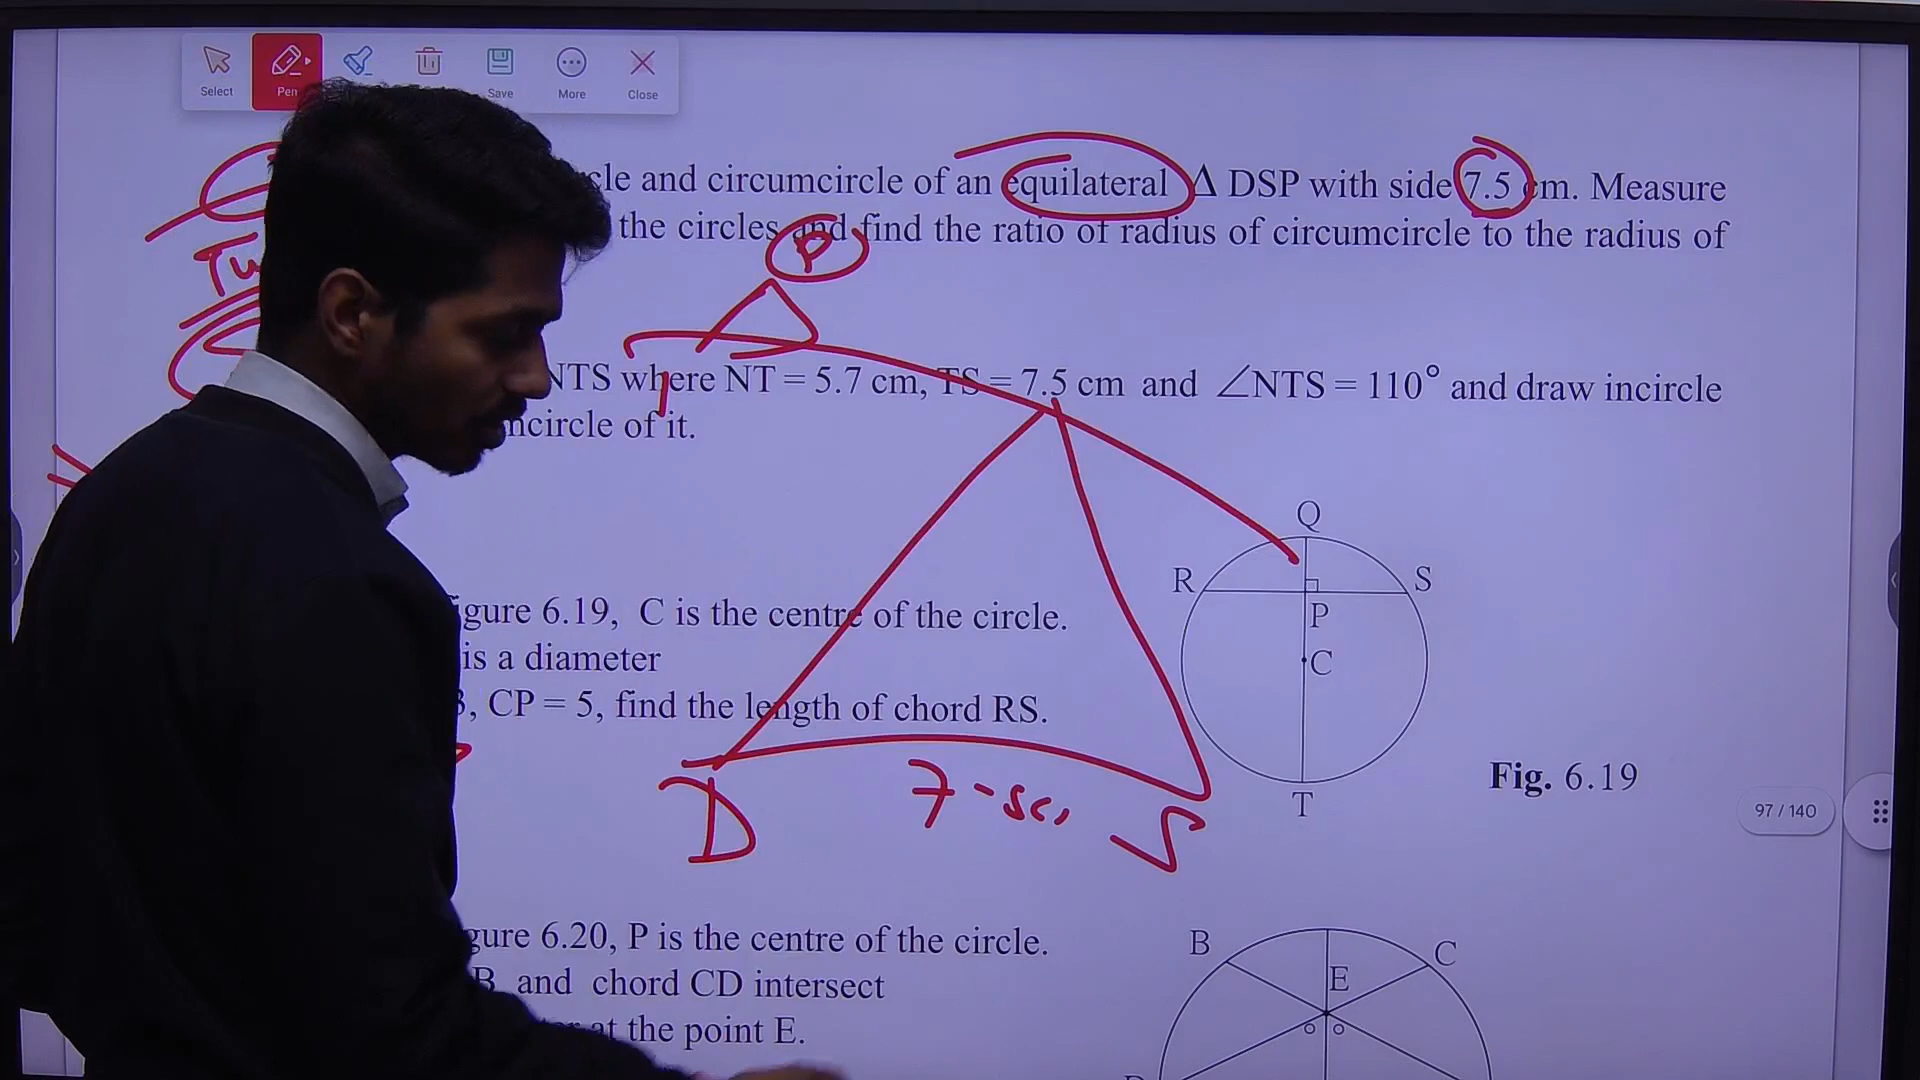 Select Pen Save More Close
cle and circumcircle of an equilateral Δ DSP with side 7.5 cm. Measure
the circles and find the ratio of radius of circumcircle to the radius of
P
NTS where NT = 5.7 cm, TS = 7.5 cm and ∠NTS = 110° and draw incircle
ncircle of it.
Q
R S
P
C
T
igure 6.19, C is the centre of the circle.
is a diameter
, CP = 5, find the length of chord RS.
D S
Fig. 6.19
97 / 140
gure 6.20, P is the centre of the circle.
B and chord CD intersect
at the point E.
B C
E